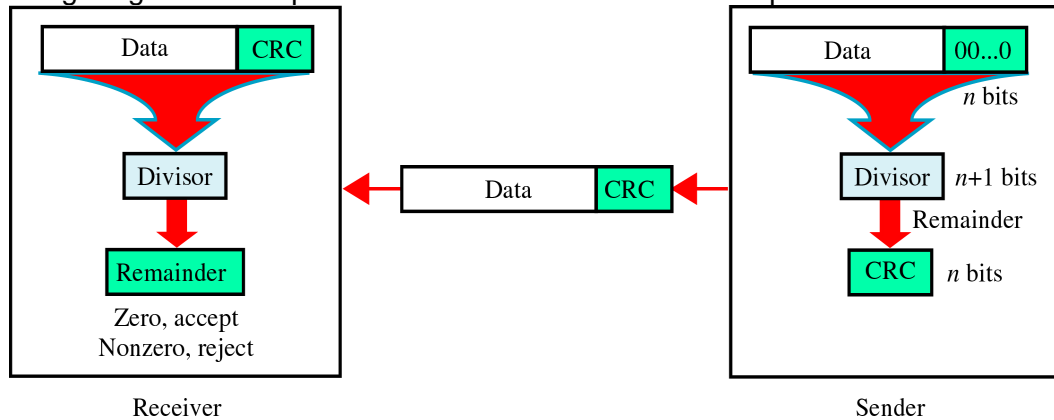 Data CRC
Divisor
Remainder
Zero, accept
Nonzero, reject
Receiver
Data CRC
Data 00...0
n bits
Divisor n+1 bits
Remainder
CRC n bits
Sender